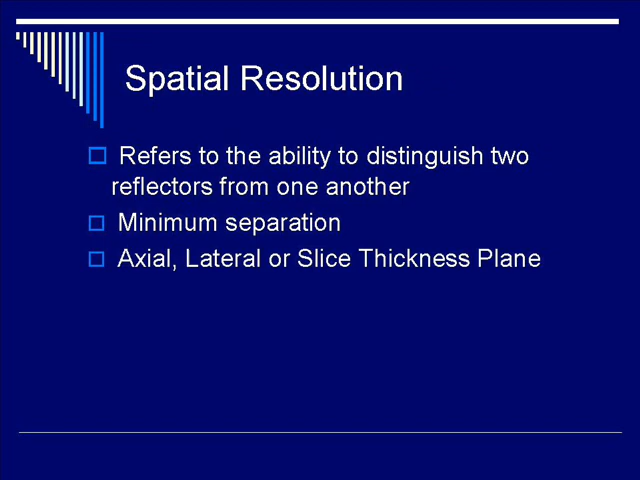 Spatial Resolution
Refers to the ability to distinguish two
reflectors from one another
Minimum separation
Axial, Lateral or Slice Thickness Plane